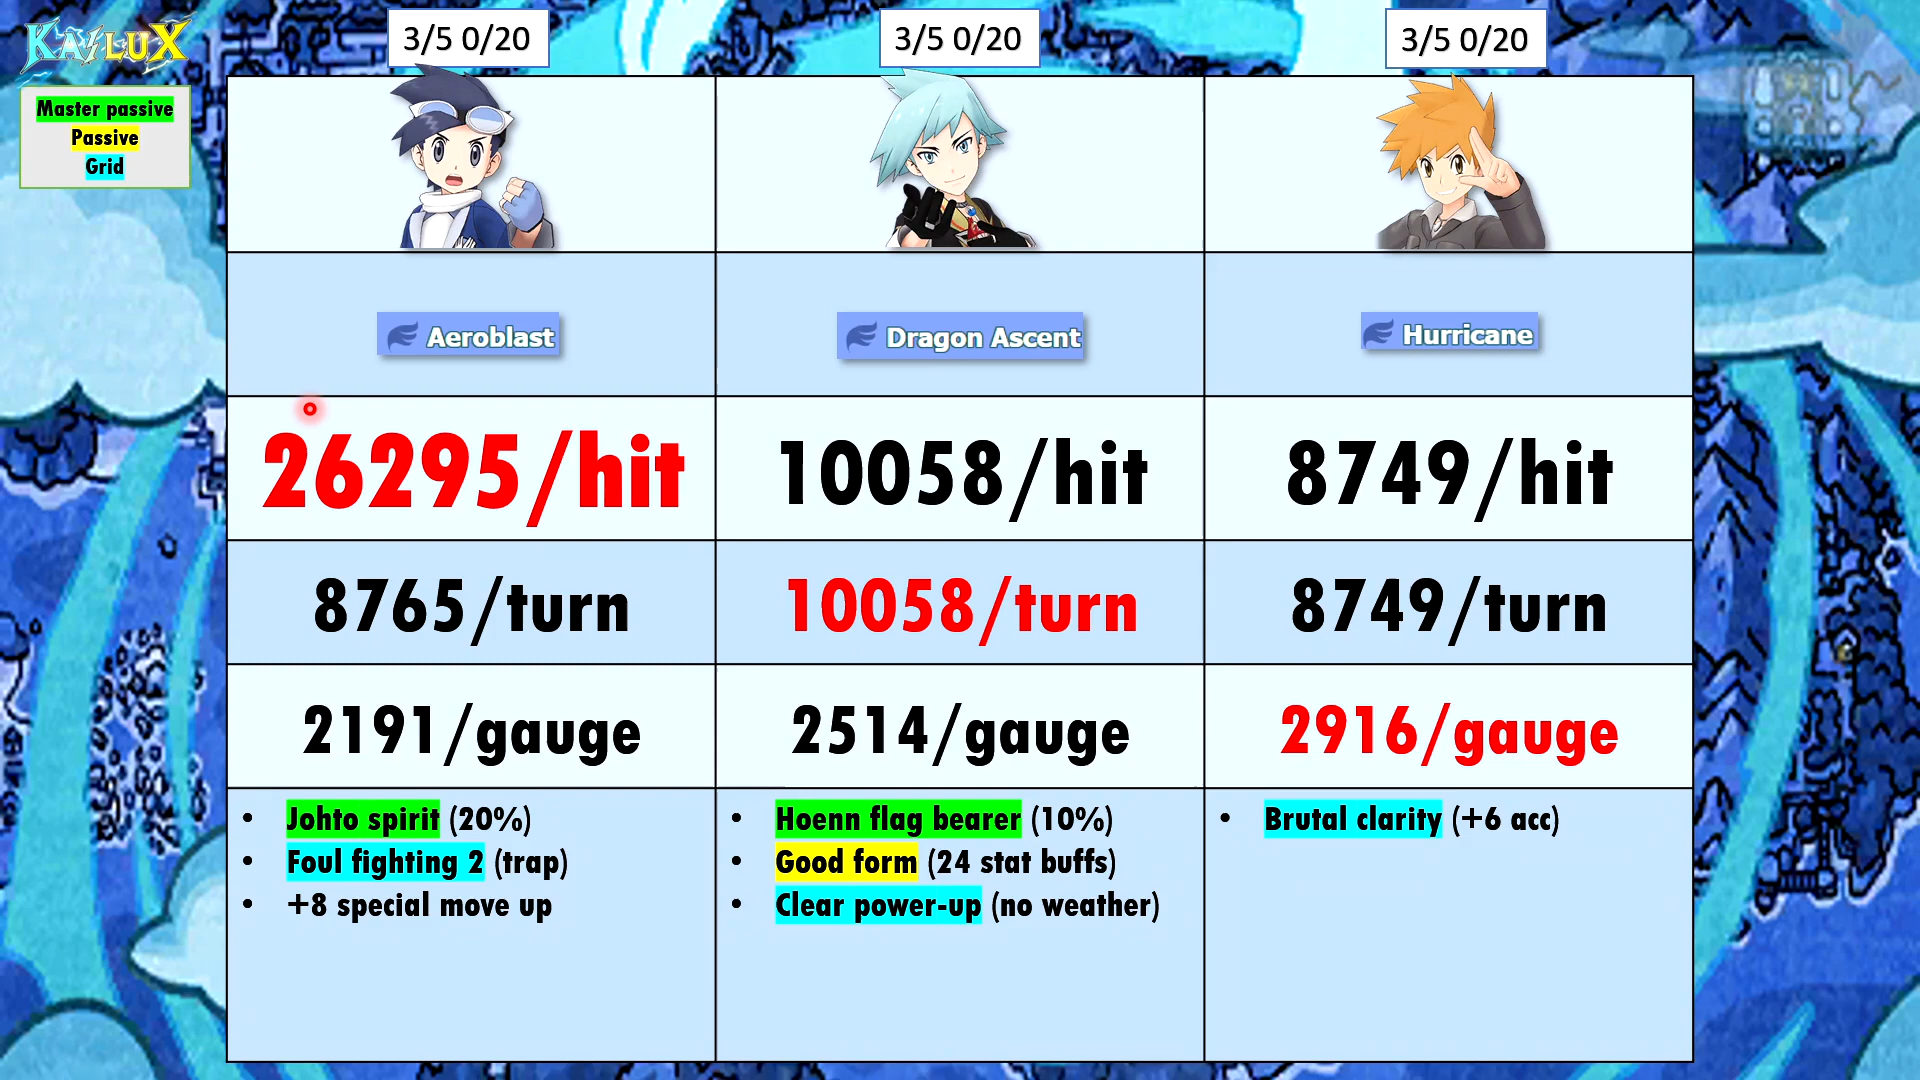 KAILUX
3/5 0/20
3/5 0/20
3/5 0/20
Master passive
Passive
Grid
Aeroblast
Dragon Ascent
Hurricane
26295/hit
10058/hit
8749/hit
8765/turn
10058/turn
8749/turn
2191/gauge
2514/gauge
2916/gauge
• Johto spirit (20%)
• Foul fighting 2 (trap)
• +8 special move up
• Hoenn flag bearer (10%)
• Good form (24 stat buffs)
• Clear power-up (no weather)
• Brutal clarity (+6 acc)